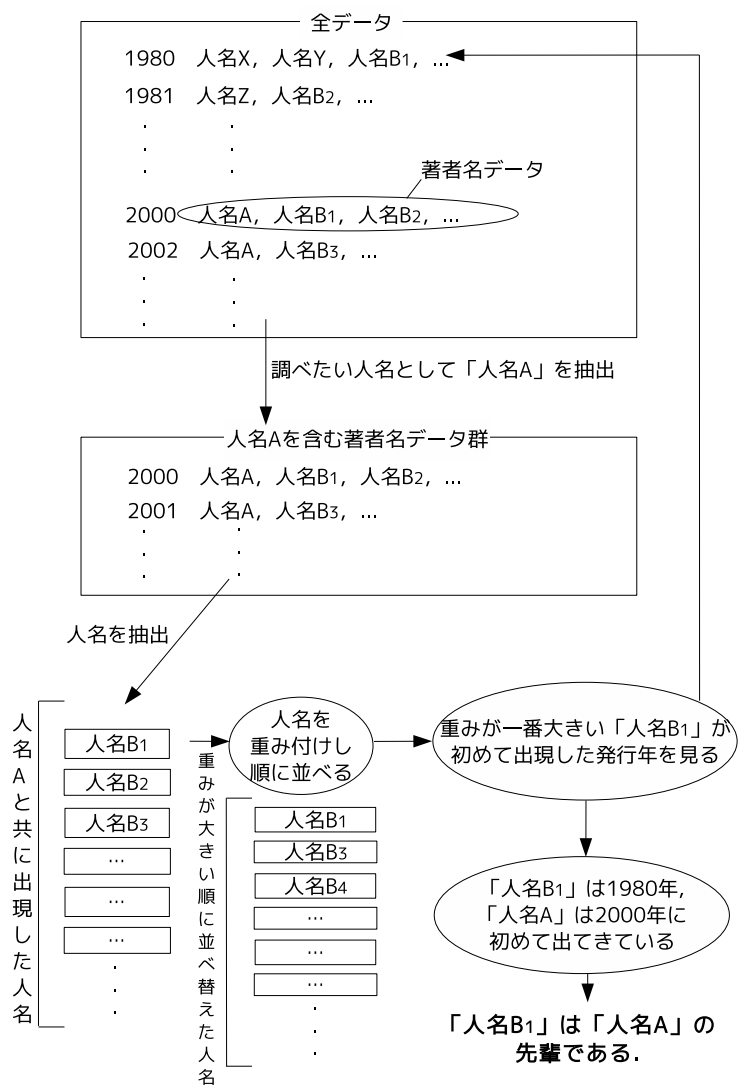 全データ
1980 人名X，人名Y，人名B1，...
1981 人名Z，人名B2，...
著者名データ
2000 人名A，人名B1，人名B2，...
2002 人名A，人名B3，...
調べたい人名として「人名A」を抽出
人名Aを含む著者名データ群
2000 人名A，人名B1，人名B2，...
2001 人名A，人名B3，...
人名を抽出
人名Aと共に出現した人名
人名B1
人名B2
人名B3
...
...
...
重みが大きい順に並べ替えた人名
人名を
重み付けし
順に並べる
人名B1
人名B3
人名B4
...
...
...
重みが一番大きい「人名B1」が
初めて出現した発行年を見る
「人名B1」は1980年，
「人名A」は2000年に
初めて出てきている
「人名B1」は「人名A」の
先輩である．